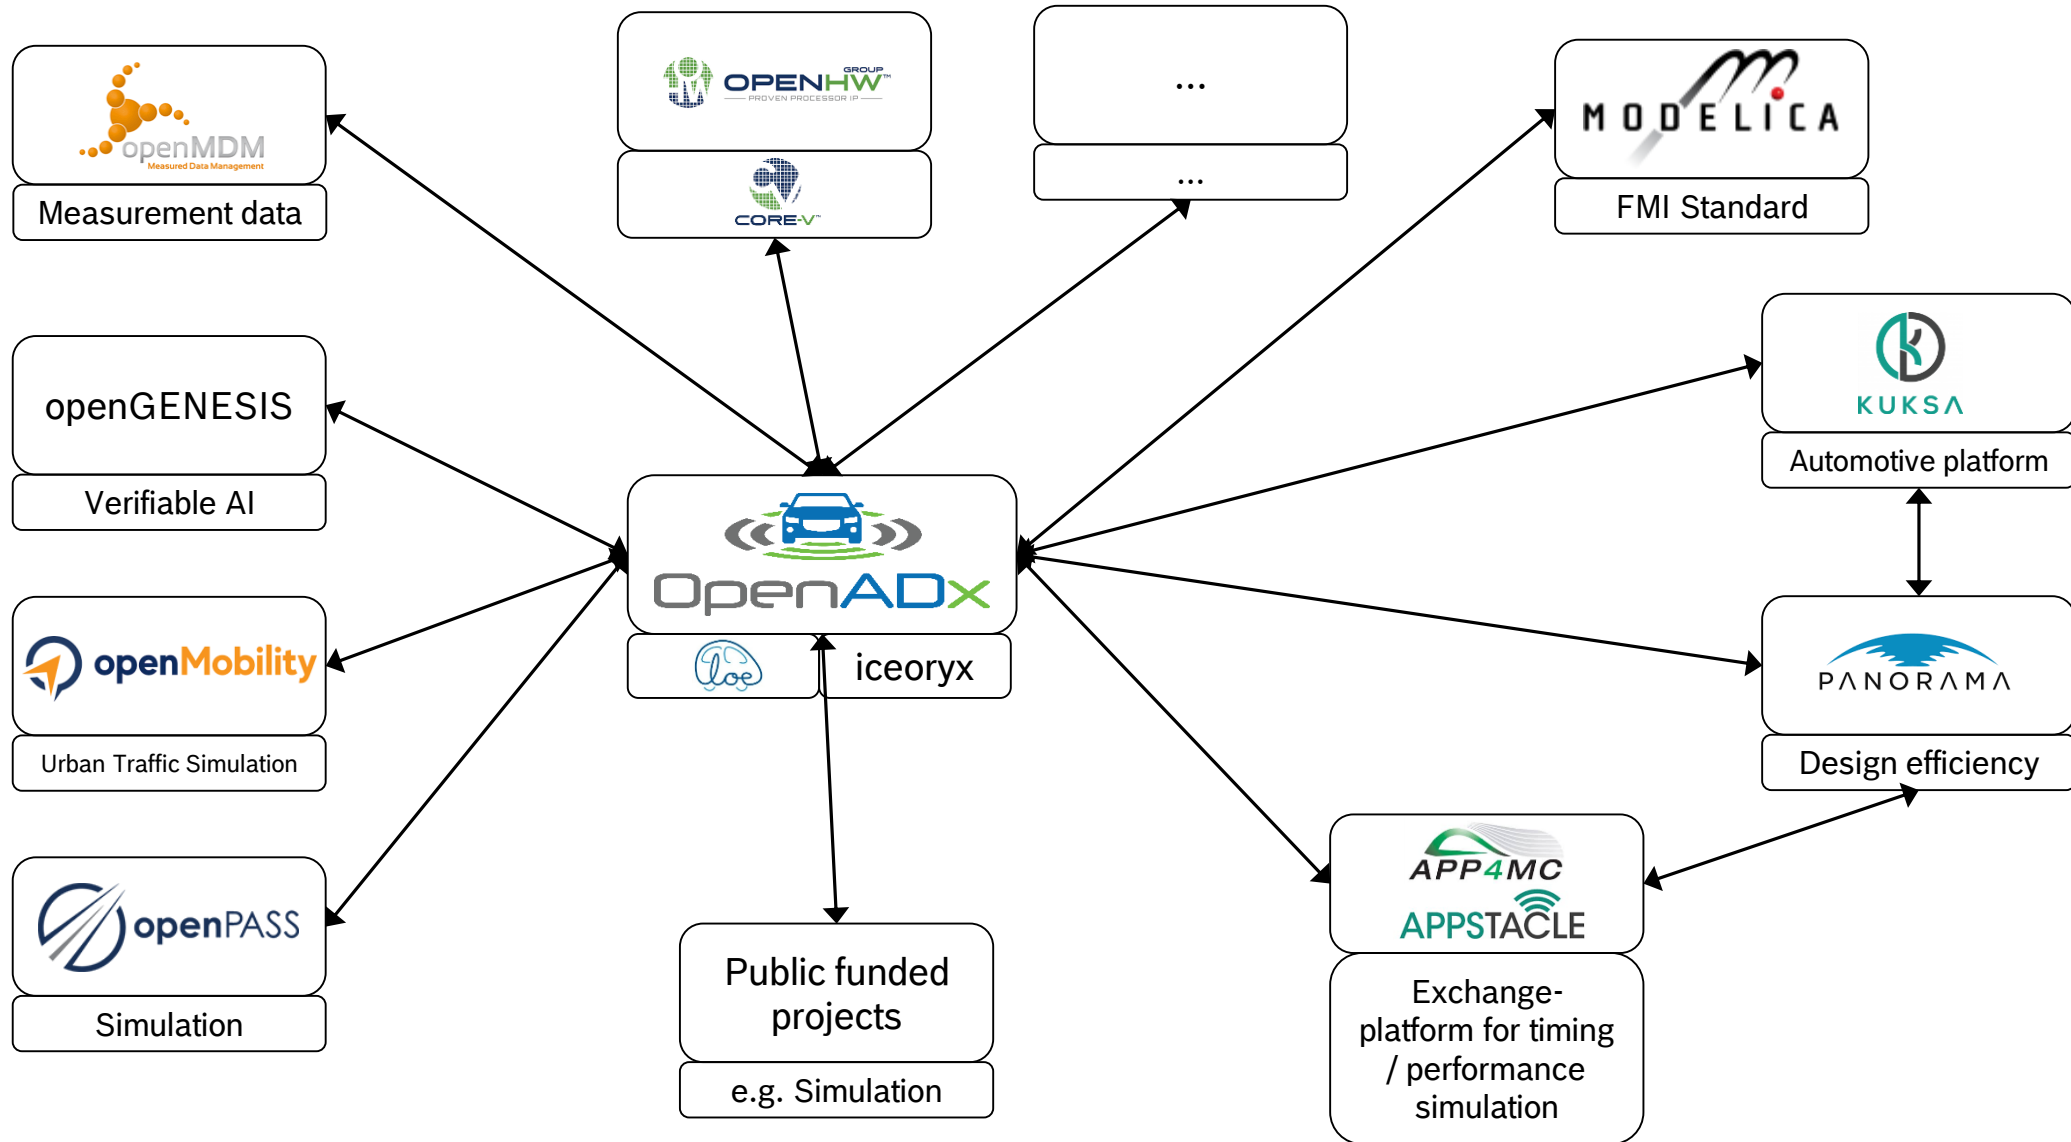 openMDM
Measured Data Management
Measurement data
GROUP
OPENHW™
PROVEN PROCESSOR IP
CORE-V™
...
...
MODELICA
FMI Standard
openGENESIS
Verifiable AI
KUKSA
Automotive platform
OpenADx
iceoryx
openMobility
Urban Traffic Simulation
PANORAMA
Design efficiency
openPASS
Simulation
Public funded
projects
e.g. Simulation
APP4MC
APPSTACLE
Exchange-
platform for timing
/ performance
simulation